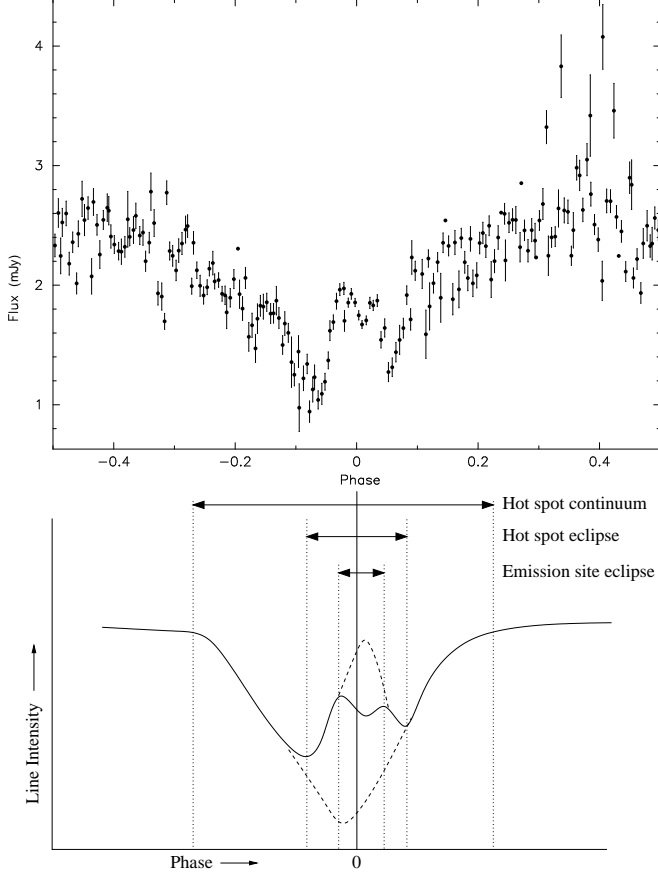 4
3
2
1
Flux (mJy)
−0.4
−0.2
0
0.2
0.4
Phase
Hot spot continuum
Hot spot eclipse
Emission site eclipse
Line Intensity
Phase
0